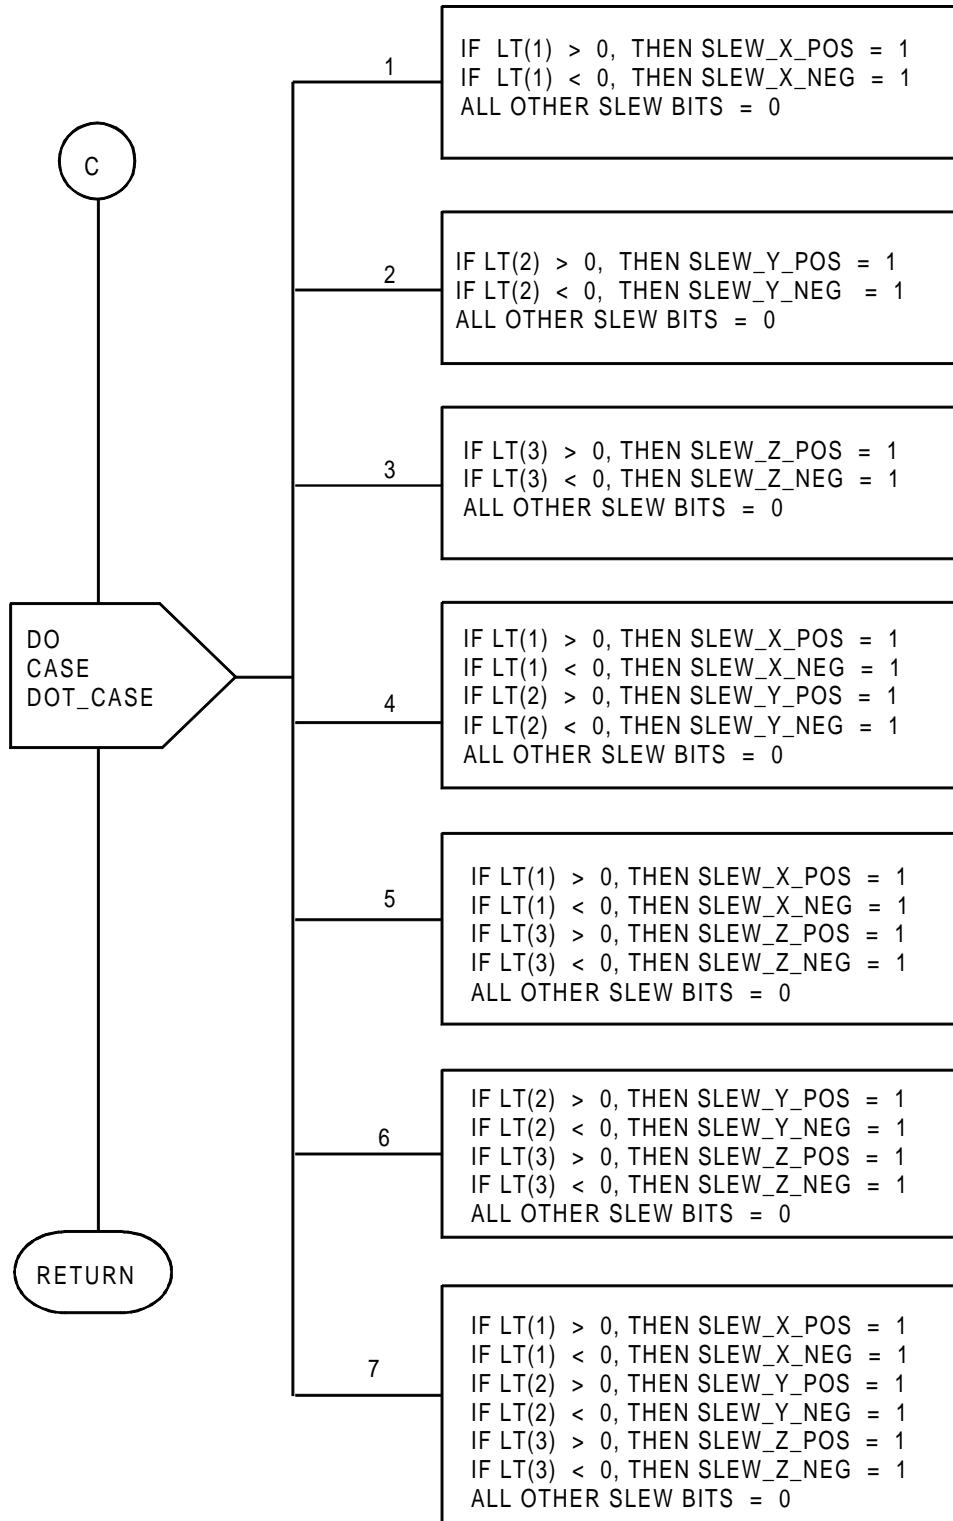 C
DO
CASE
DOT_CASE
RETURN
1
IF LT(1) > 0, THEN SLEW_X_POS = 1
IF LT(1) < 0, THEN SLEW_X_NEG = 1
ALL OTHER SLEW BITS = 0
2
IF LT(2) > 0, THEN SLEW_Y_POS = 1
IF LT(2) < 0, THEN SLEW_Y_NEG = 1
ALL OTHER SLEW BITS = 0
3
IF LT(3) > 0, THEN SLEW_Z_POS = 1
IF LT(3) < 0, THEN SLEW_Z_NEG = 1
ALL OTHER SLEW BITS = 0
4
IF LT(1) > 0, THEN SLEW_X_POS = 1
IF LT(1) < 0, THEN SLEW_X_NEG = 1
IF LT(2) > 0, THEN SLEW_Y_POS = 1
IF LT(2) < 0, THEN SLEW_Y_NEG = 1
ALL OTHER SLEW BITS = 0
5
IF LT(1) > 0, THEN SLEW_X_POS = 1
IF LT(1) < 0, THEN SLEW_X_NEG = 1
IF LT(3) > 0, THEN SLEW_Z_POS = 1
IF LT(3) < 0, THEN SLEW_Z_NEG = 1
ALL OTHER SLEW BITS = 0
6
IF LT(2) > 0, THEN SLEW_Y_POS = 1
IF LT(2) < 0, THEN SLEW_Y_NEG = 1
IF LT(3) > 0, THEN SLEW_Z_POS = 1
IF LT(3) < 0, THEN SLEW_Z_NEG = 1
ALL OTHER SLEW BITS = 0
7
IF LT(1) > 0, THEN SLEW_X_POS = 1
IF LT(1) < 0, THEN SLEW_X_NEG = 1
IF LT(2) > 0, THEN SLEW_Y_POS = 1
IF LT(2) < 0, THEN SLEW_Y_NEG = 1
IF LT(3) > 0, THEN SLEW_Z_POS = 1
IF LT(3) < 0, THEN SLEW_Z_NEG = 1
ALL OTHER SLEW BITS = 0